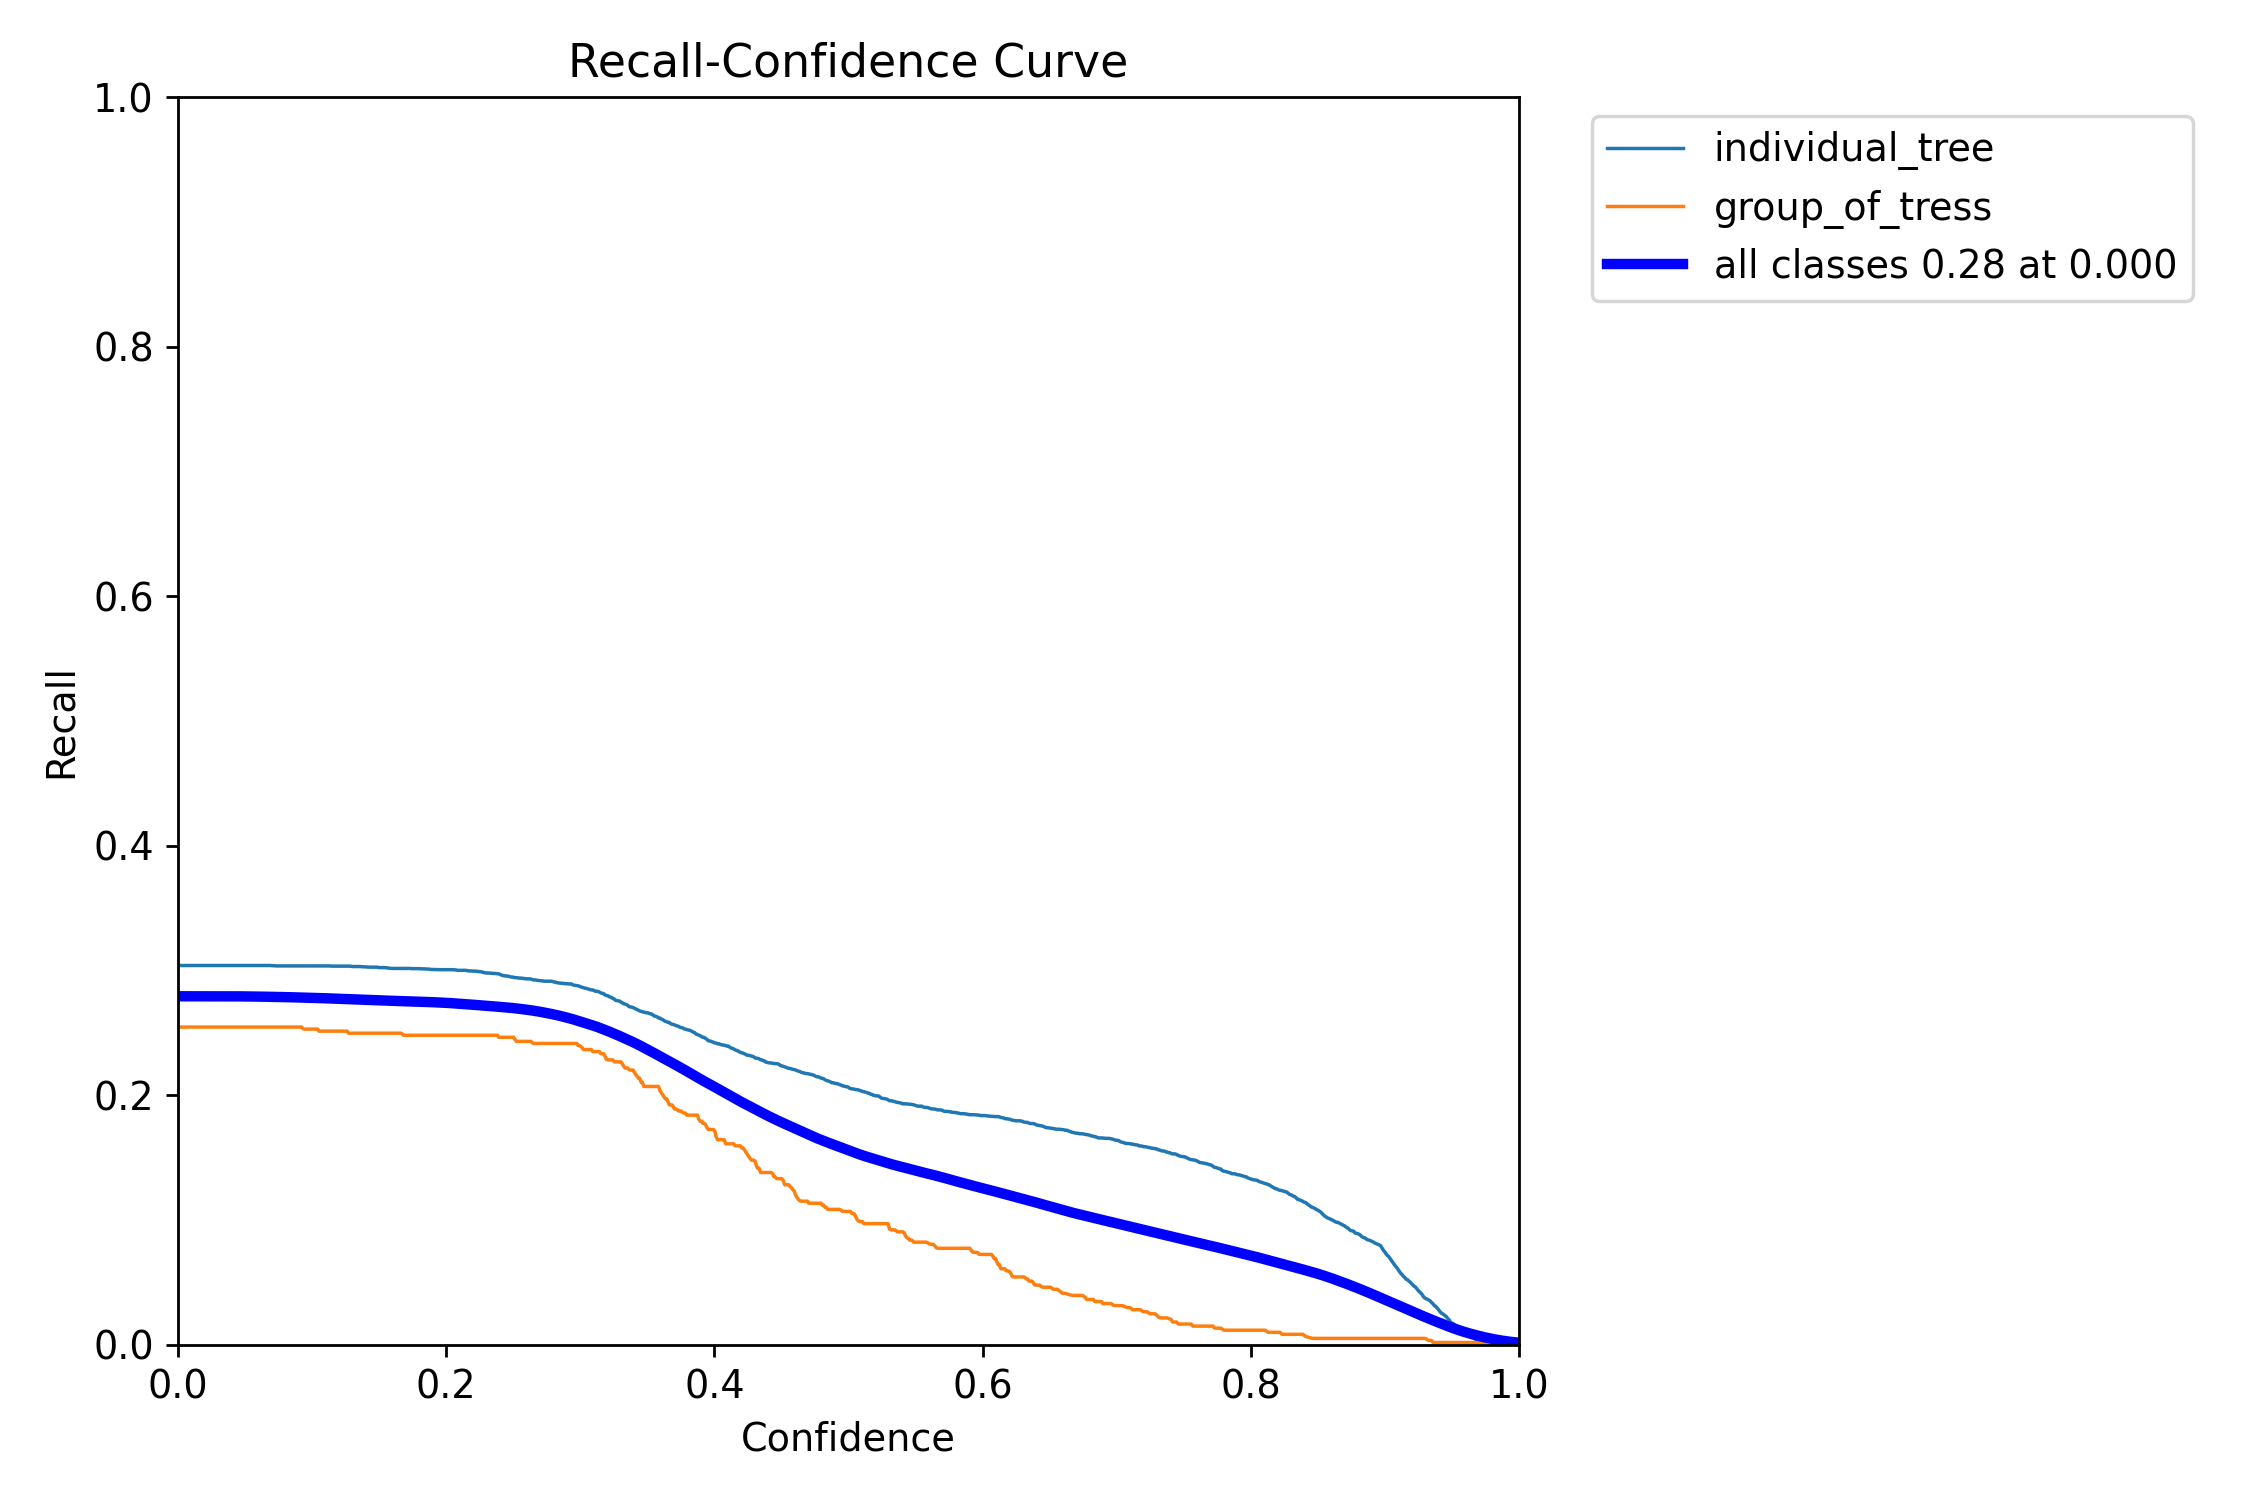 Recall-Confidence Curve
1.0
0.8
0.6
0.4
0.2
0.0
Recall
0.0 0.2 0.4 0.6 0.8 1.0
Confidence
individual_tree
group_of_tress
all classes 0.28 at 0.000